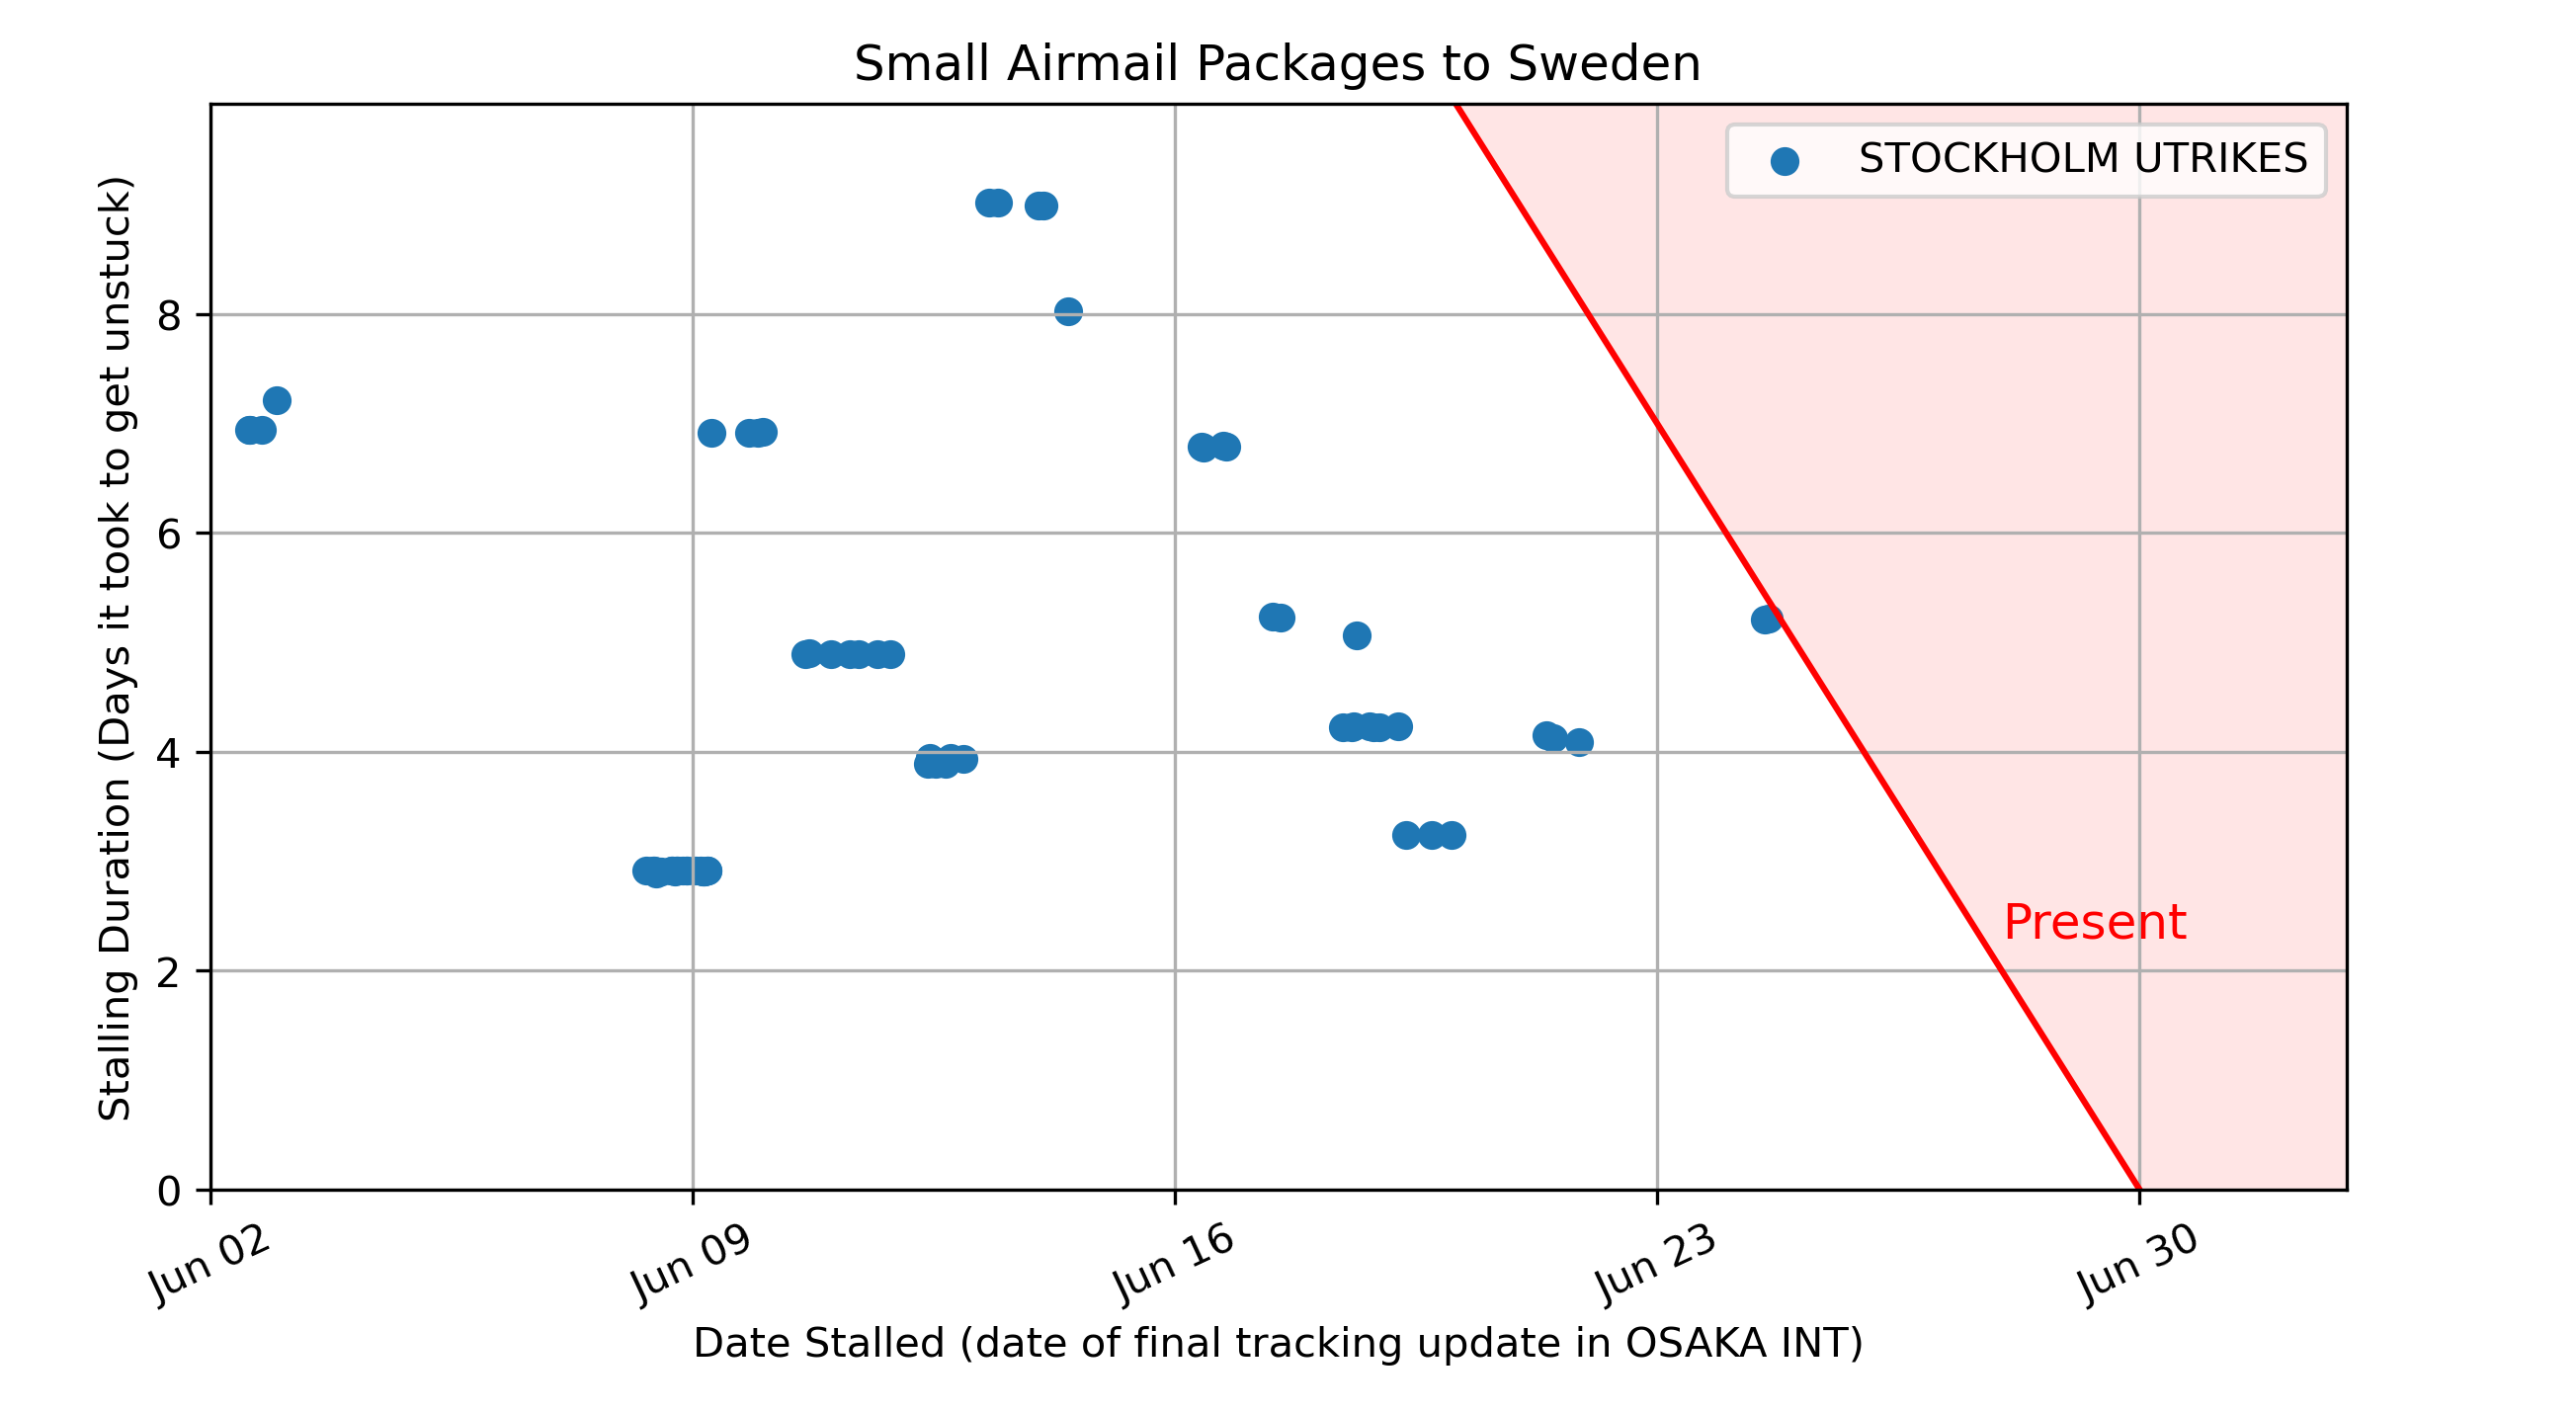 Small Airmail Packages to Sweden
STOCKHOLM UTRIKES
Stalling Duration (Days it took to get unstuck)
8
6
4
2
0
Present
Jun 02
Jun 09
Jun 16
Jun 23
Jun 30
Date Stalled (date of final tracking update in OSAKA INT)